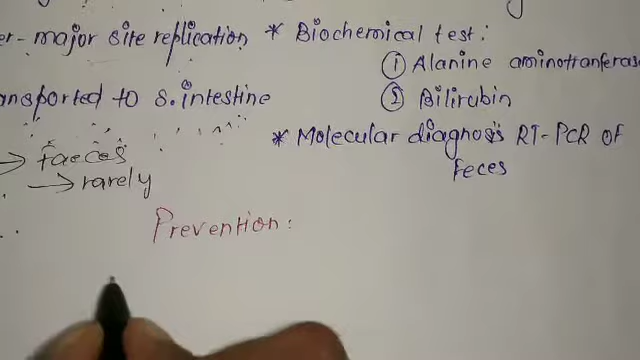 er - major site replication
ansported to s. intestine
→ faeces
→ rarely
* Biochemical test:
① Alanine aminotranferas
② Bilirubin
* Molecular diagnosis RT-PCR of
feces
Prevention: